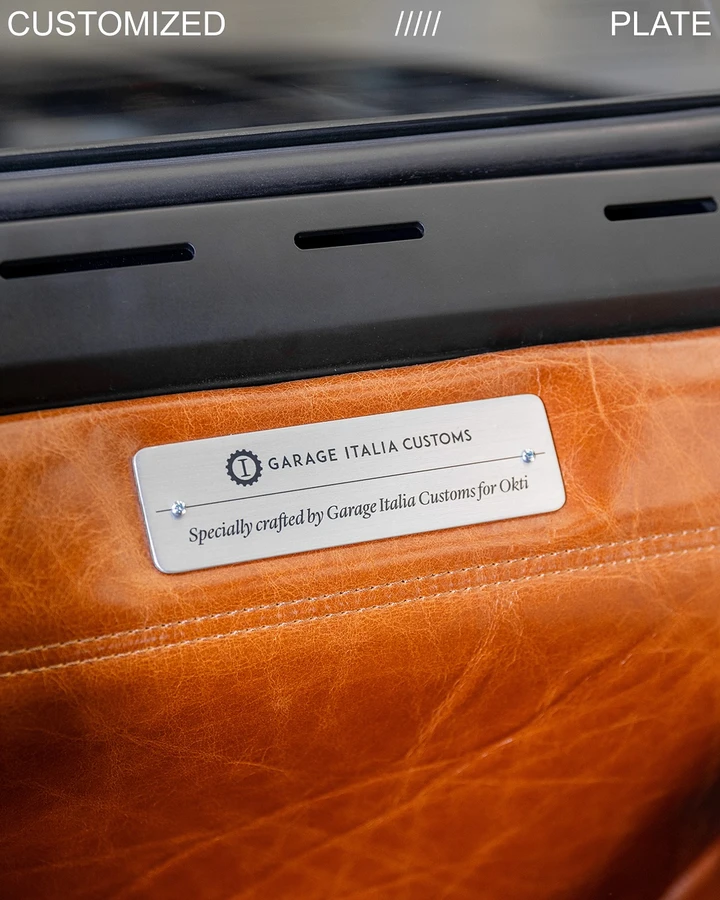 CUSTOMIZED ///// PLATE
I GARAGE ITALIA CUSTOMS
Specially crafted by Garage Italia Customs for Okti